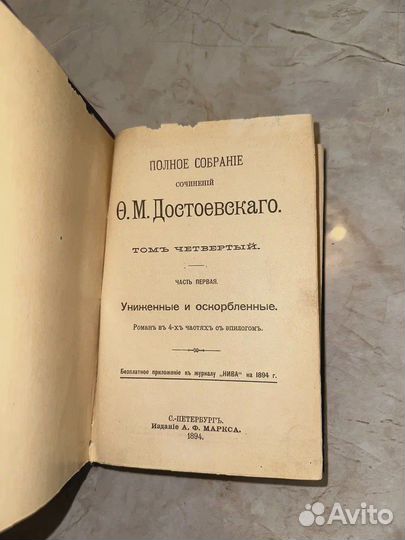 ПОЛНОЕ СОБРАНІЕ
СОЧИНЕНІЙ
Ѳ. М. Достоевскаго.
ТОМЪ ЧЕТВЕРТЫЙ.
ЧАСТЬ ПЕРВАЯ.
Униженные и оскорбленные.
Романъ въ 4-хъ частяхъ съ эпилогомъ.
Безплатное приложеніе къ журналу „НИВА“ на 1894 г.
С.-ПЕТЕРБУРГЪ.
Изданіе А. Ф. МАРКСА.
1894.
Avito